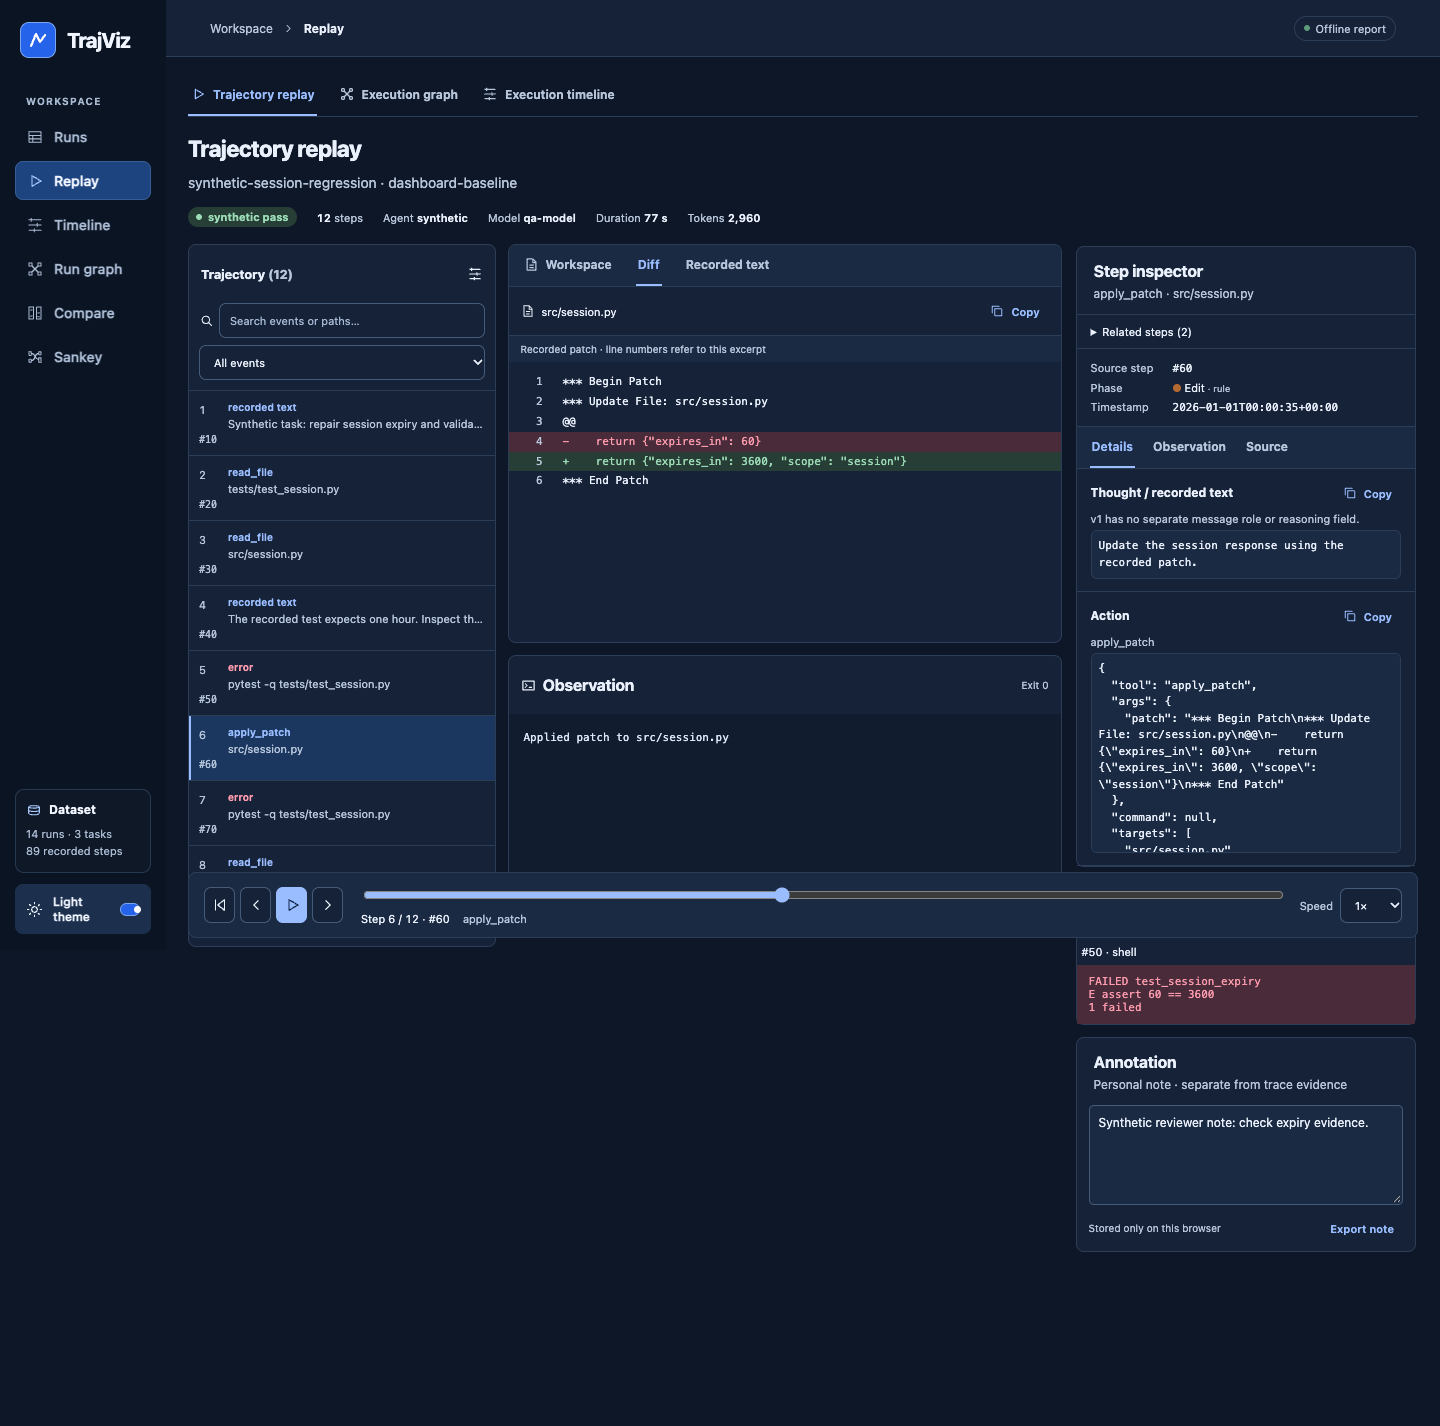 TrajViz
WORKSPACE
Runs
Replay
Timeline
Run graph
Compare
Sankey
Dataset
14 runs · 3 tasks
89 recorded steps
Light
theme
Workspace > Replay
Offline report
Trajectory replay
Execution graph
Execution timeline
Trajectory replay
synthetic-session-regression · dashboard-baseline
synthetic pass
12 steps
Agent synthetic
Model qa-model
Duration 77 s
Tokens 2,960
Trajectory (12)
Search events or paths...
All events
1 recorded text
Synthetic task: repair session expiry and valida...
#10
2 read_file
tests/test_session.py
#20
3 read_file
src/session.py
#30
4 recorded text
The recorded test expects one hour. Inspect th...
#40
5 error
pytest -q tests/test_session.py
#50
6 apply_patch
src/session.py
#60
7 error
pytest -q tests/test_session.py
#70
8 read_file
Workspace
Diff
Recorded text
src/session.py
Copy
Recorded patch · line numbers refer to this excerpt
1 *** Begin Patch
2 *** Update File: src/session.py
3 @@
4 -    return {"expires_in": 60}
5 +    return {"expires_in": 3600, "scope": "session"}
6 *** End Patch
Observation
Exit 0
Applied patch to src/session.py
Step inspector
apply_patch · src/session.py
Related steps (2)
Source step #60
Phase Edit · rule
Timestamp 2026-01-01T00:00:35+00:00
Details
Observation
Source
Thought / recorded text
Copy
v1 has no separate message role or reasoning field.
Update the session response using the
recorded patch.
Action
Copy
apply_patch
{
  "tool": "apply_patch",
  "args": {
    "patch": "*** Begin Patch\n*** Update
File: src/session.py\n@@\n-    return
{\"expires_in\": 60}\n+    return
{\"expires_in\": 3600, \"scope\":
\"session\"}\n*** End Patch"
  },
  "command": null,
  "targets": [
    "src/session.py"
Step 6 / 12 · #60 apply_patch
Speed
1×
#50 · shell
FAILED test_session_expiry
E assert 60 == 3600
1 failed
Annotation
Personal note · separate from trace evidence
Synthetic reviewer note: check expiry evidence.
Stored only on this browser
Export note